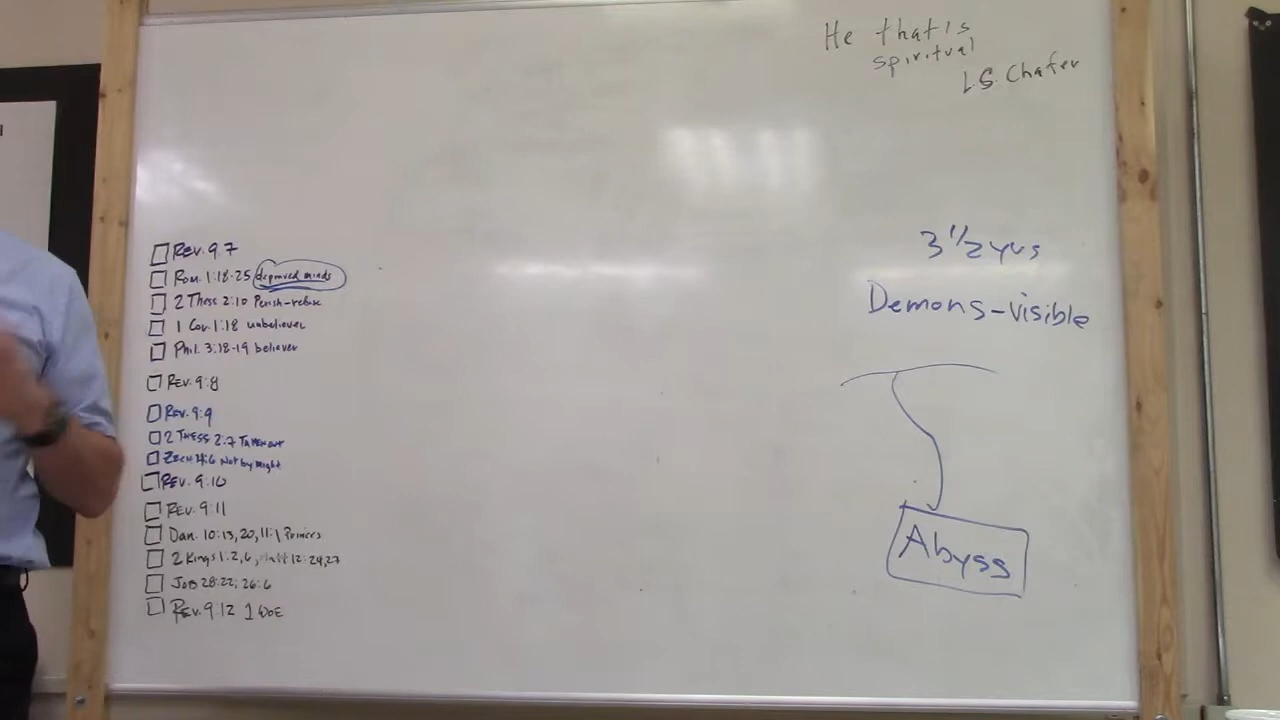 He that is
spiritual
L.S. Chafer
Rev. 9:7
Rom. 1:18-25 depraved minds
2 Thess 2:10 Perish-refuse
1 Cor. 1:18 unbeliever
Phil. 3:18-19 believer
Rev. 9:8
Rev. 9:9
2 Thess 2:7 Taken out
Zech 4:6 Not by might
Rev. 9:10
Rev. 9:11
Dan. 10:13, 20, 11:1 Princes
2 Kings 1:2, 6, Matt 12:24, 27
Job 28:22, 26:6
Rev. 9:12 1 Woe
3 1/2 yrs
Demons-visible
Abyss